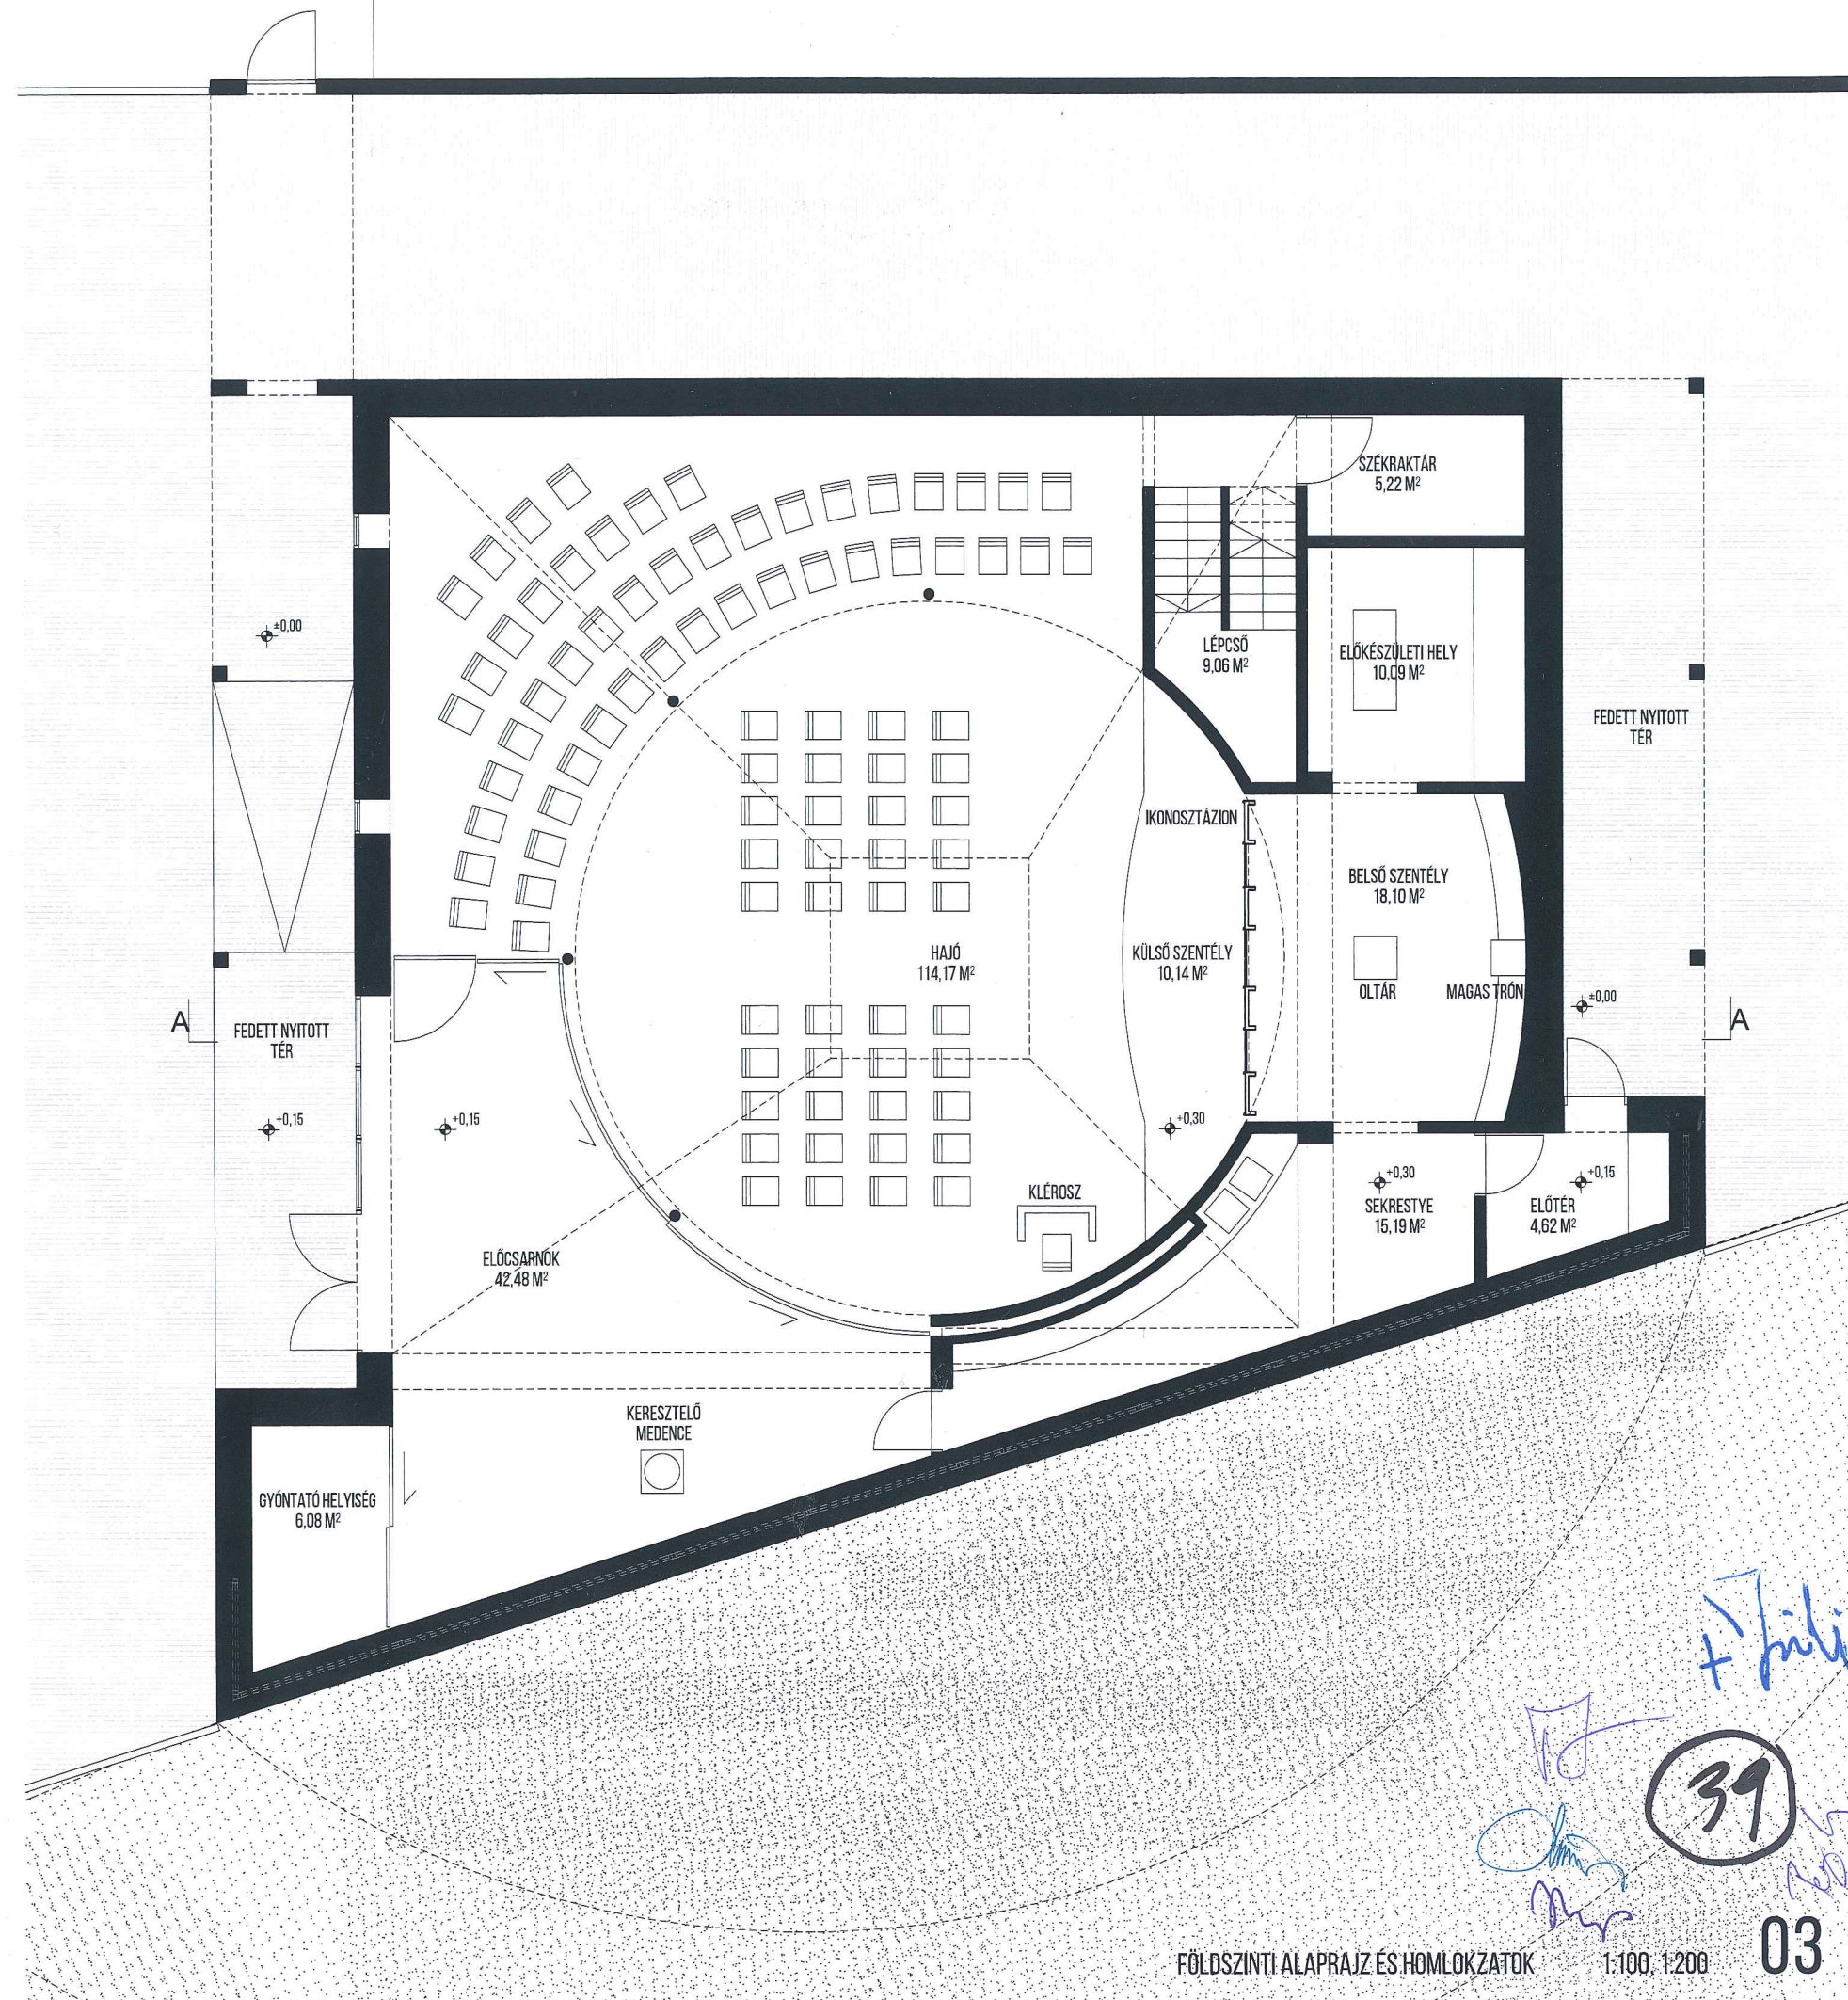 SZÉKRAKTÁR
5,22 M²
±0,00
LÉPCSŐ
9,06 M²
ELŐKÉSZÜLETI HELY
10,09 M²
FEDETT NYITOTT
TÉR
IKONOSZTÁZION
BELSŐ SZENTÉLY
18,10 M²
HAJÓ
114,17 M²
KÜLSŐ SZENTÉLY
10,14 M²
OLTÁR
MAGAS TRÓN
±0,00
A
A
FEDETT NYITOTT
TÉR
+0,15
+0,15
+0,30
KLÉROSZ
+0,30
SEKRESTYE
15,19 M²
+0,15
ELŐTÉR
4,62 M²
ELŐCSARNOK
42,48 M²
KERESZTELŐ
MEDENCE
GYÓNTATÓ HELYISÉG
6,08 M²
39
FÖLDSZINTI ALAPRAJZ ÉS HOMLOKZATOK 1:100, 1:200 03